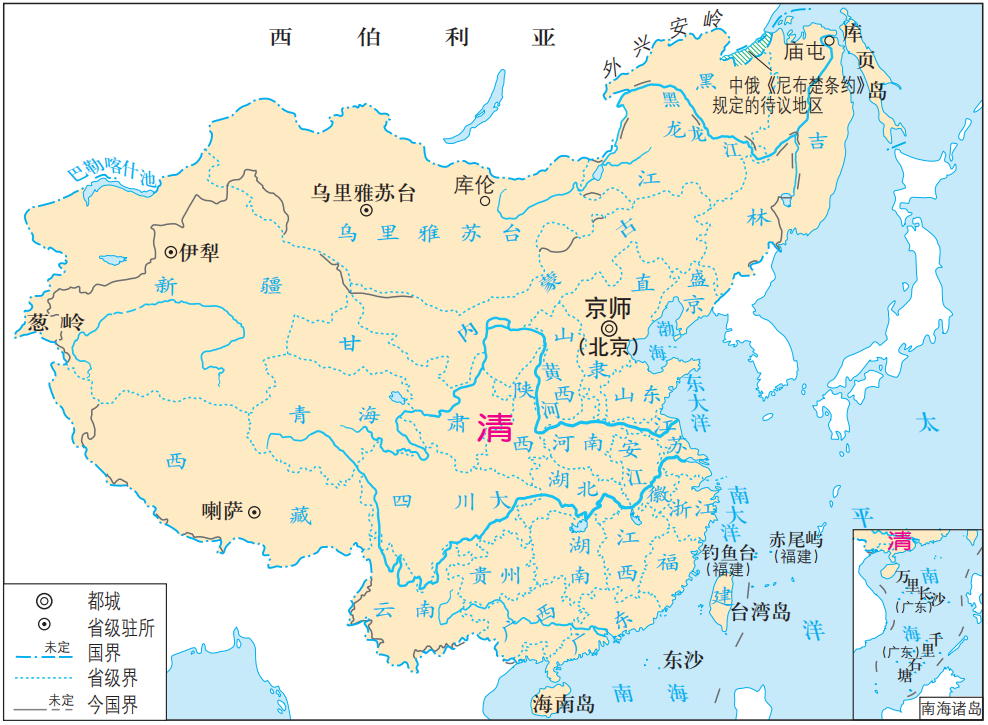 西伯利亚
外兴安岭
庙屯
库页岛
中俄《尼布楚条约》
规定的待议地区
黑龙江
黑龙江
吉林
巴勒喀什池
乌里雅苏台
库伦
乌里雅苏台
伊犁
新疆
内蒙古
直隶
盛京
京师
(北京)
渤海
葱岭
甘肃
山西
陕西
黄河
山东
东大洋
青海
清
河南
江苏
安徽
西藏
喇萨
四川
大江
湖北
浙江
南大洋
太平洋
湖南
江西
福建
贵州
云南
广西
广东
钓鱼台
(福建)
赤尾屿
(福建)
台湾岛
东沙
南海
海南岛
都城
省级驻所
未定
国界
省级界
未定
今国界
清
南海
万里长沙
(广东)
千里石塘
(广东)
南海诸岛